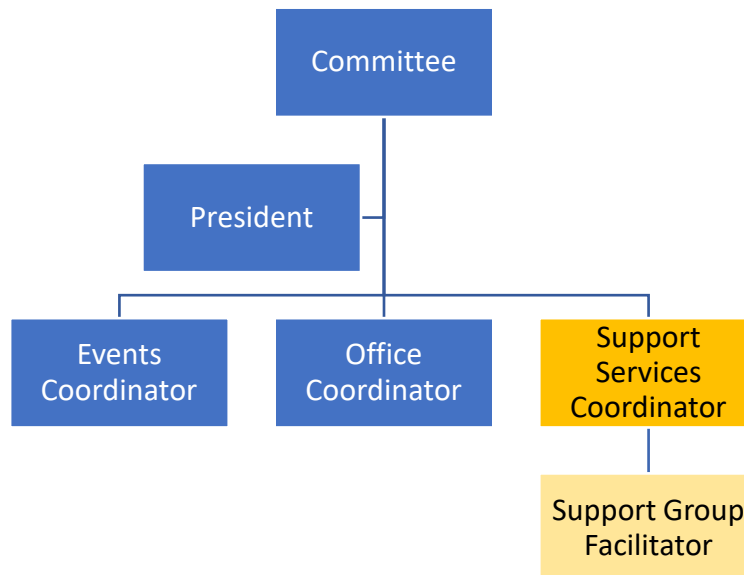 Committee
President
Events
Coordinator
Office
Coordinator
Support
Services
Coordinator
Support Group
Facilitator